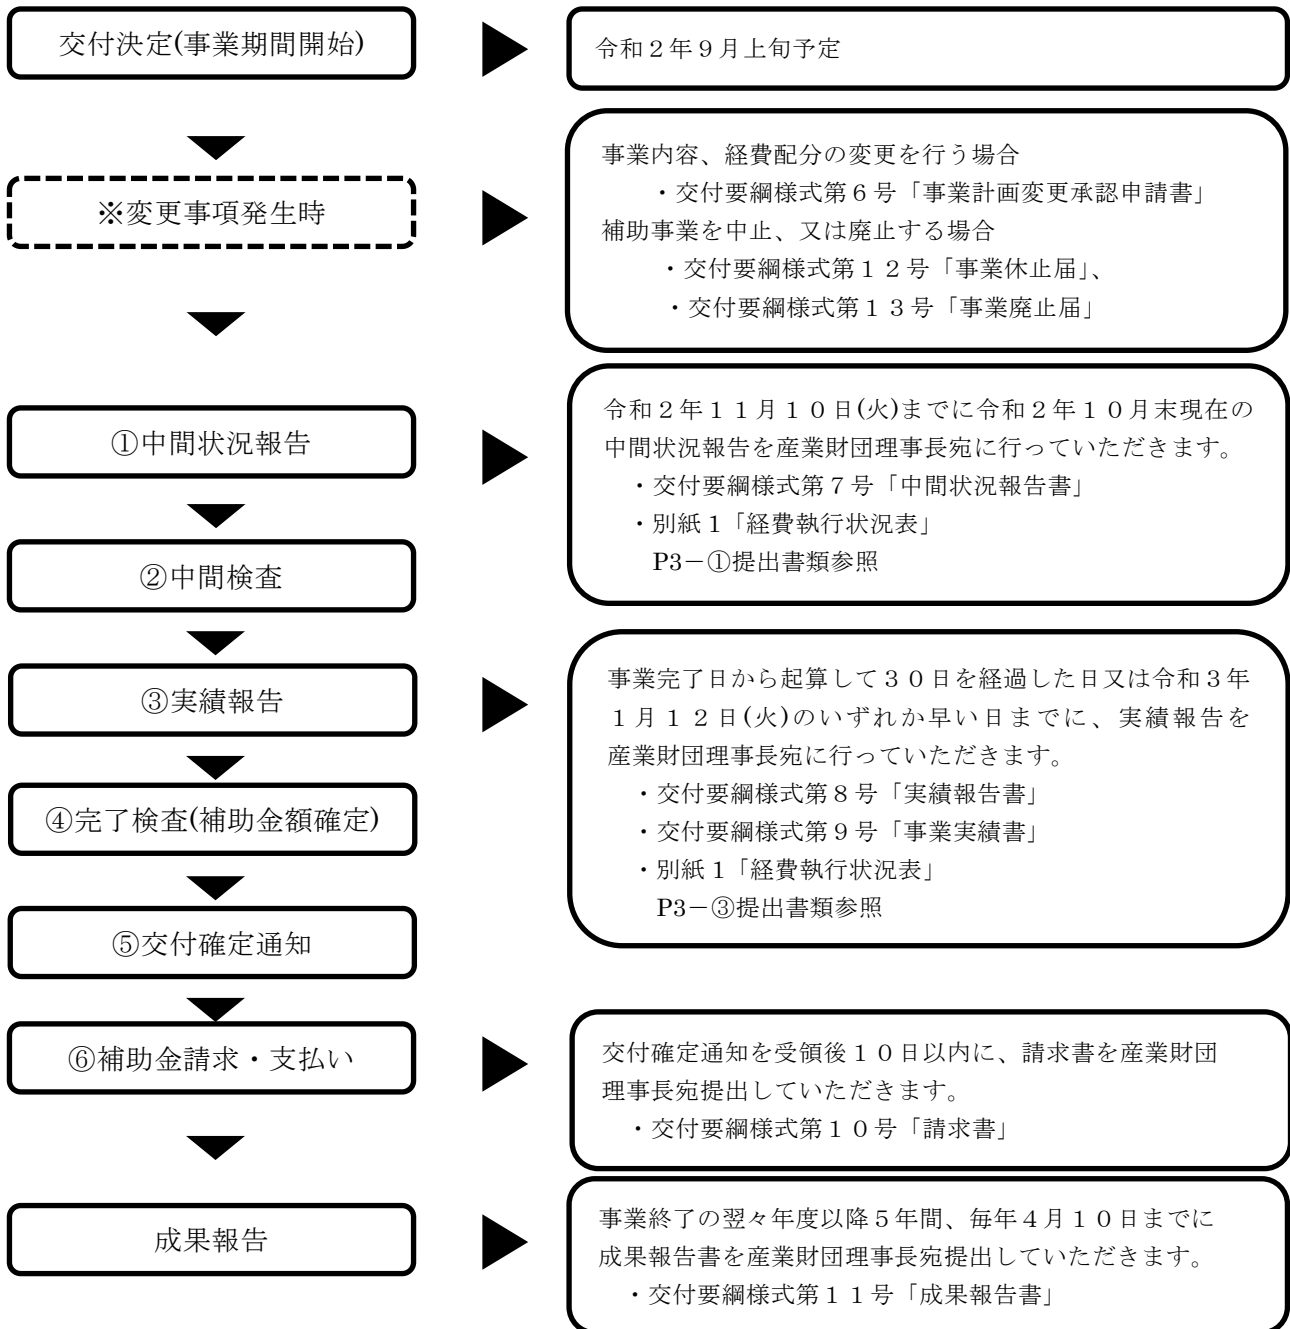 交付決定(事業期間開始)
令和２年９月上旬予定
※変更事項発生時
事業内容、経費配分の変更を行う場合
・交付要綱様式第６号「事業計画変更承認申請書」
補助事業を中止、又は廃止する場合
・交付要綱様式第１２号「事業休止届」、
・交付要綱様式第１３号「事業廃止届」
①中間状況報告
令和２年１１月１０日(火)までに令和２年１０月末現在の
中間状況報告を産業財団理事長宛に行っていただきます。
・交付要綱様式第７号「中間状況報告書」
・別紙１「経費執行状況表」
P3－①提出書類参照
②中間検査
③実績報告
事業完了日から起算して３０日を経過した日又は令和３年
１月１２日(火)のいずれか早い日までに、実績報告を
産業財団理事長宛に行っていただきます。
・交付要綱様式第８号「実績報告書」
・交付要綱様式第９号「事業実績書」
・別紙１「経費執行状況表」
P3－③提出書類参照
④完了検査(補助金額確定)
⑤交付確定通知
⑥補助金請求・支払い
交付確定通知を受領後１０日以内に、請求書を産業財団
理事長宛提出していただきます。
・交付要綱様式第１０号「請求書」
成果報告
事業終了の翌々年度以降５年間、毎年４月１０日までに
成果報告書を産業財団理事長宛提出していただきます。
・交付要綱様式第１１号「成果報告書」